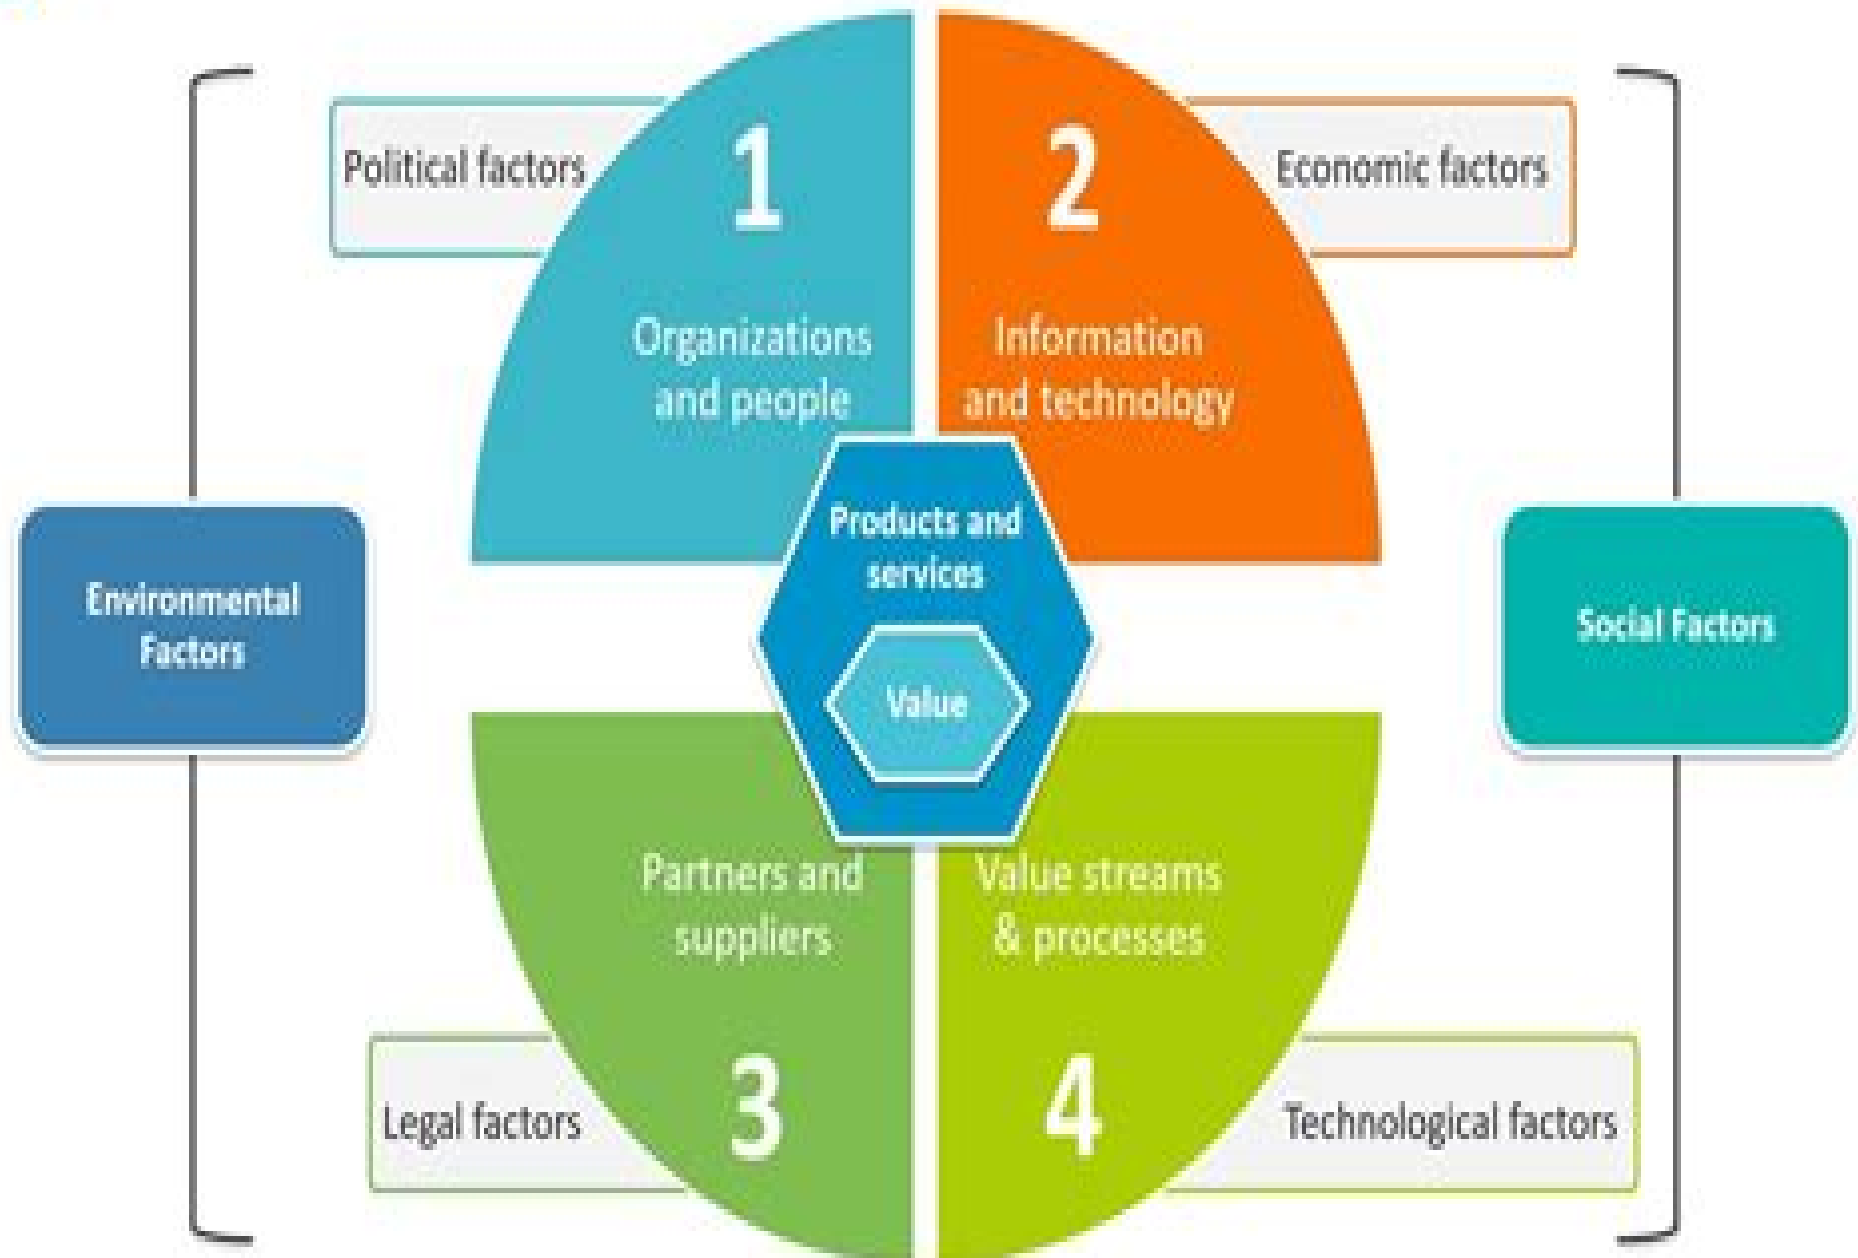 Political factors
1
Organizations
and people
2
Information
and technology
Economic factors
Environmental
Factors
Products and
services
Value
Social Factors
Partners and
suppliers
3
Legal factors
Value streams
& processes
4
Technological factors